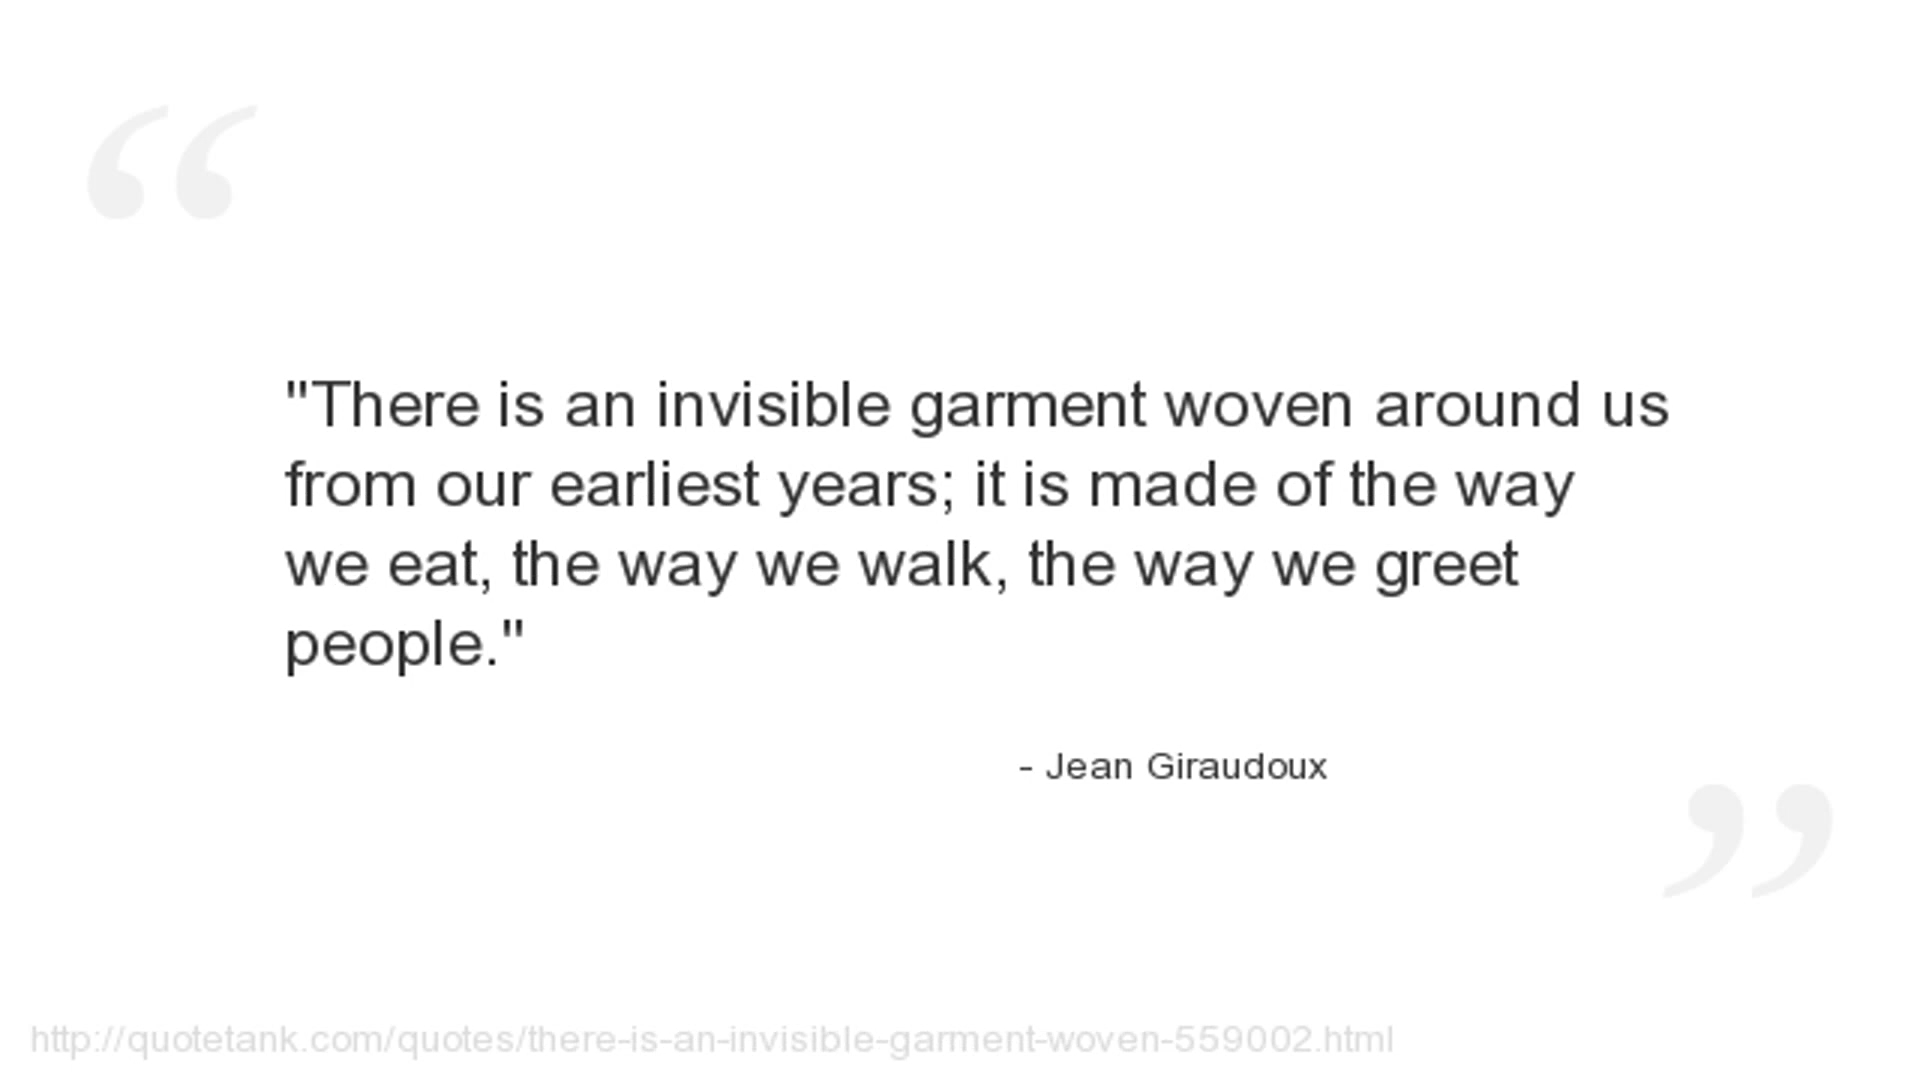 "There is an invisible garment woven around us
from our earliest years; it is made of the way
we eat, the way we walk, the way we greet
people."
- Jean Giraudoux
http://quotetank.com/quotes/there-is-an-invisible-garment-woven-559002.html